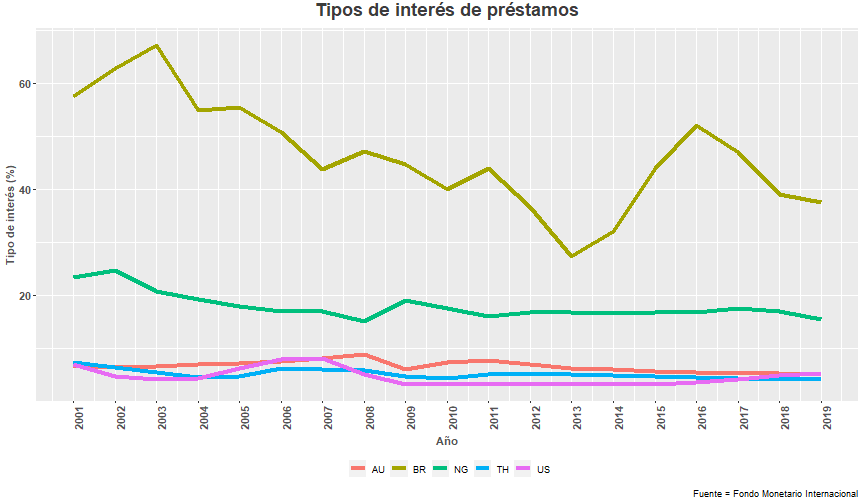 Tipos de interés de préstamos
Tipo de interés (%)
60
40
20
2001 2002 2003 2004 2005 2006 2007 2008 2009 2010 2011 2012 2013 2014 2015 2016 2017 2018 2019
Año
AU BR NG TH US
Fuente = Fondo Monetario Internacional